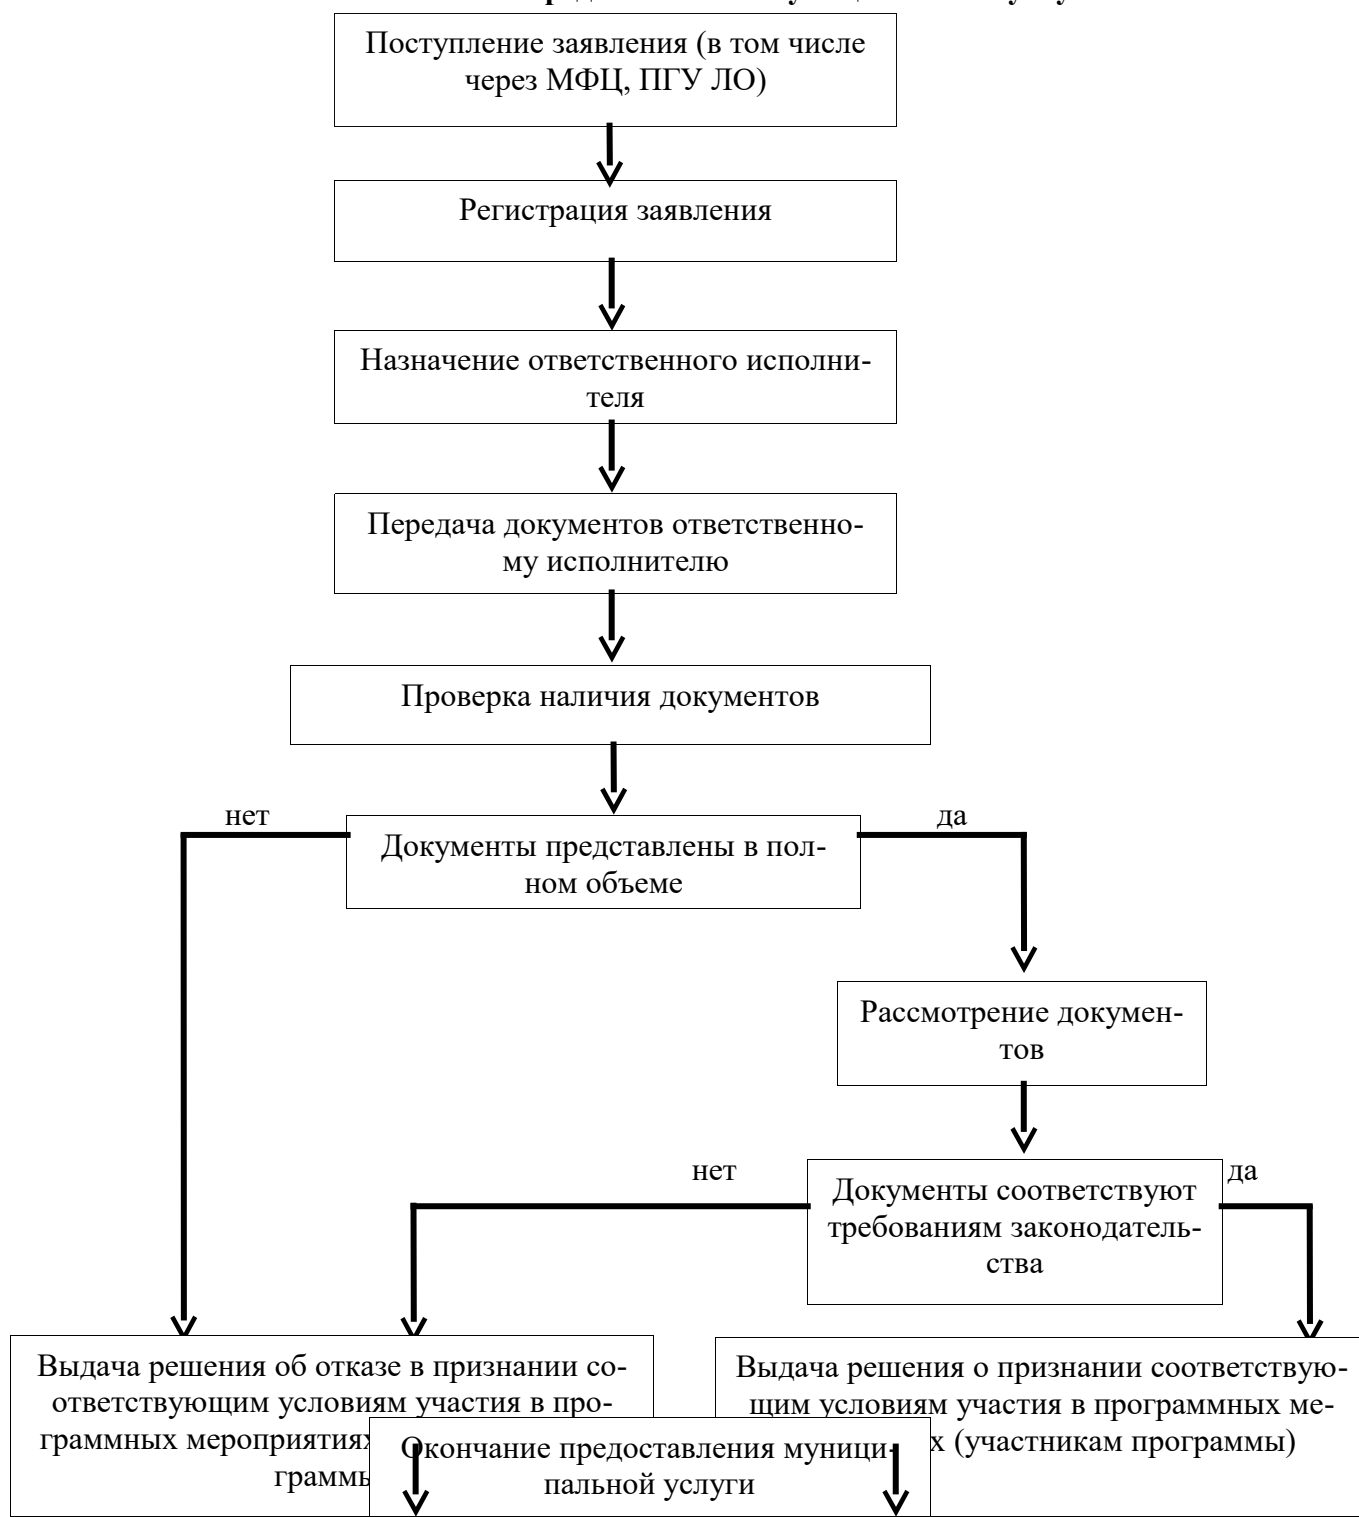 Поступление заявления (в том числе
через МФЦ, ПГУ ЛО)
Регистрация заявления
Назначение ответственного исполни-
теля
Передача документов ответственно-
му исполнителю
Проверка наличия документов
нет
да
Документы представлены в пол-
ном объеме
Рассмотрение докумен-
тов
нет
да
Документы соответствуют
требованиям законодатель-
ства
Выдача решения об отказе в признании со-
ответствующим условиям участия в про-
граммных
Выдача решения о признании соответствую-
щим условиям участия в программных ме-
х (участникам программы)
Окончание предоставления муници-
пальной услуги